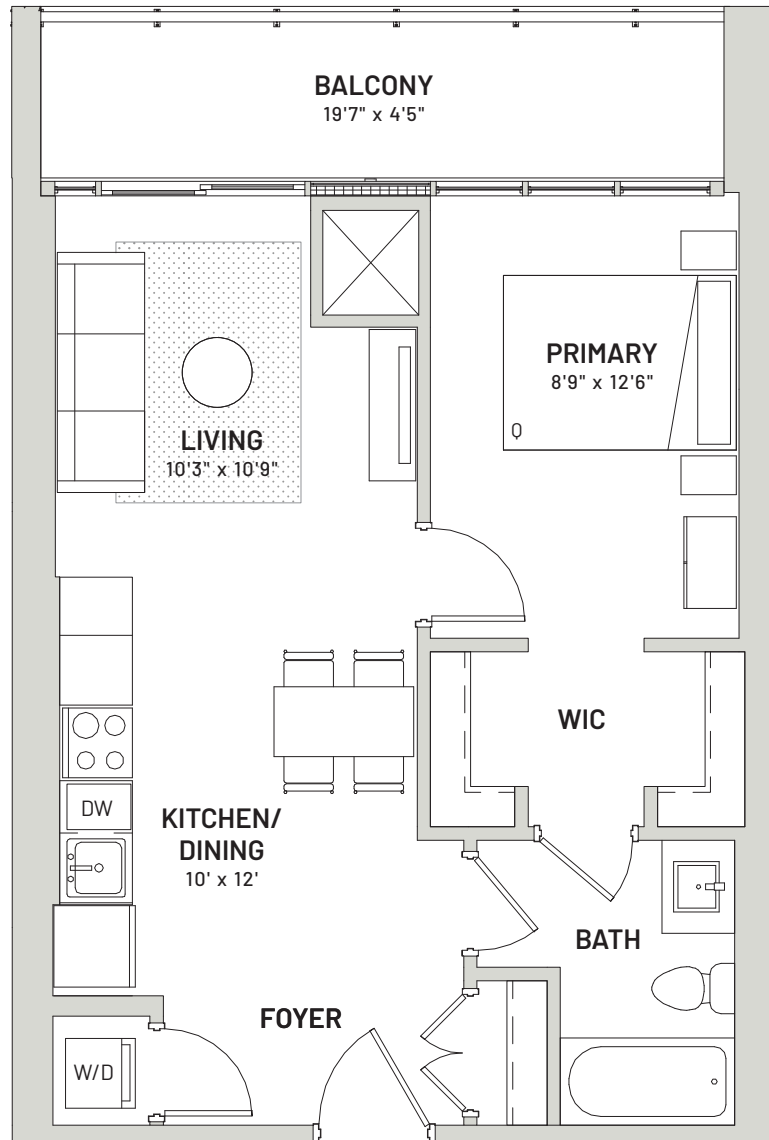 BALCONY
19'7" x 4'5"
PRIMARY
8'9" x 12'6"
Q
LIVING
10'3" x 10'9"
WIC
DW
KITCHEN/
DINING
10' x 12'
BATH
FOYER
W/D